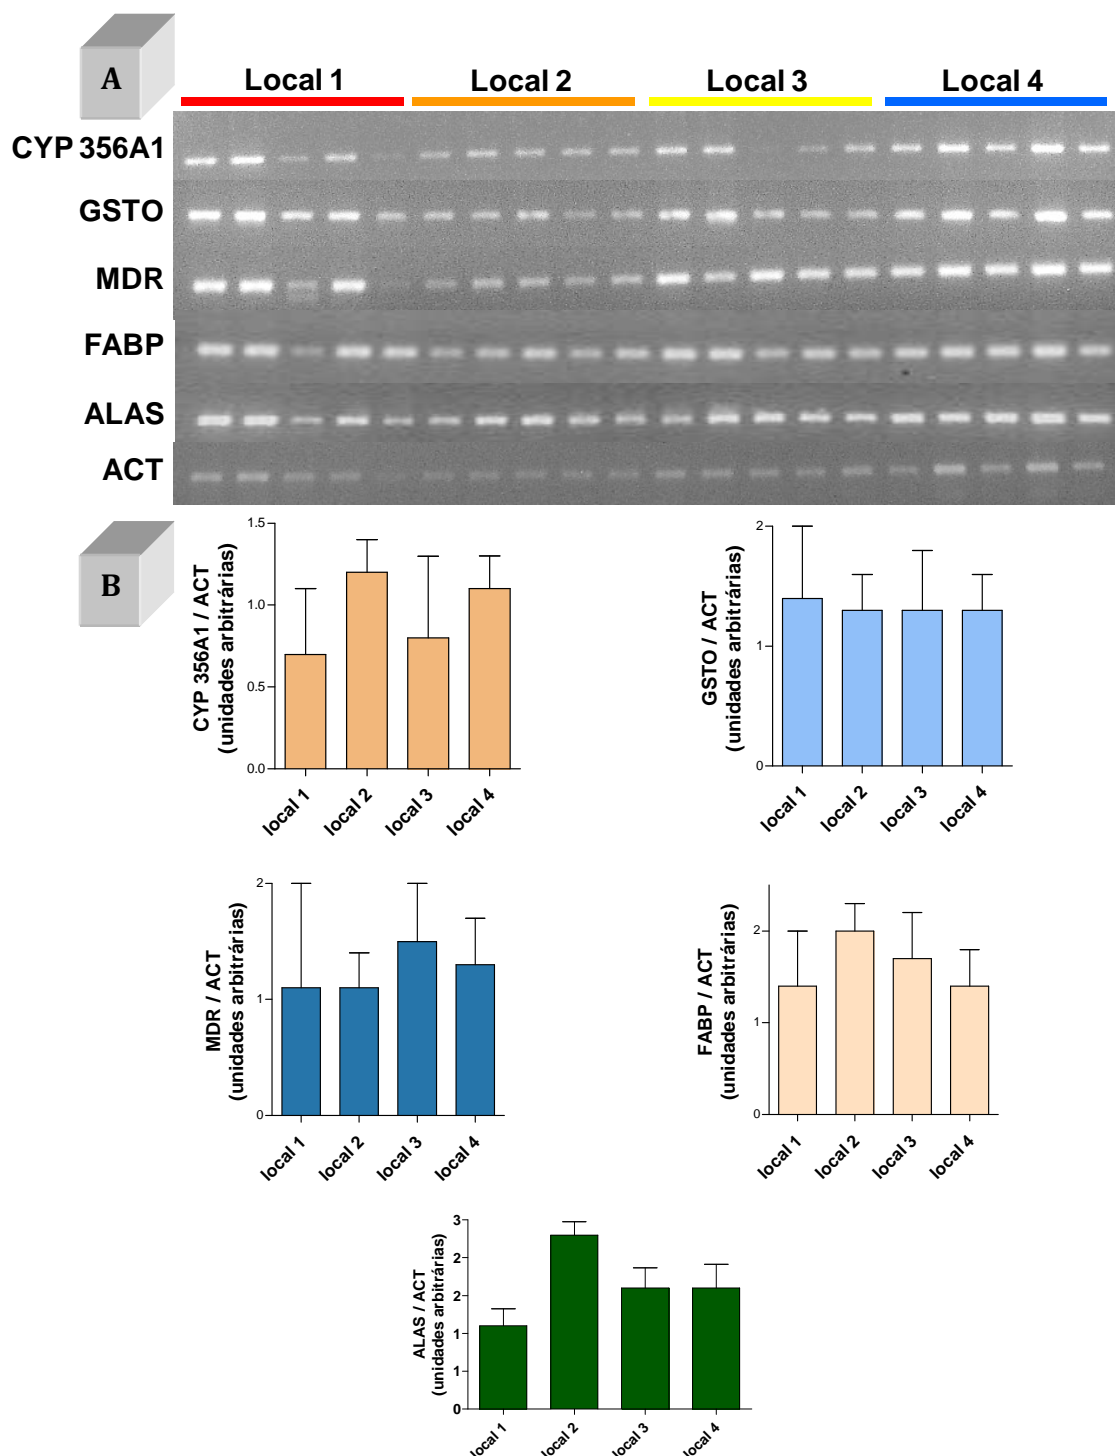 A
Local 1 Local 2 Local 3 Local 4
CYP 356A1
GSTO
MDR
FABP
ALAS
ACT
B
CYP 356A1 / ACT
(unidades arbitrárias)
1.5
1.0
0.5
0.0
local 1 local 2 local 3 local 4
GSTO / ACT
(unidades arbitrárias)
2
1
0
local 1 local 2 local 3 local 4
MDR / ACT
(unidades arbitrárias)
2
1
0
local 1 local 2 local 3 local 4
FABP / ACT
(unidades arbitrárias)
2
1
0
local 1 local 2 local 3 local 4
ALAS / ACT
(unidades arbitrárias)
3
2
2
1
1
0
local 1 local 2 local 3 local 4